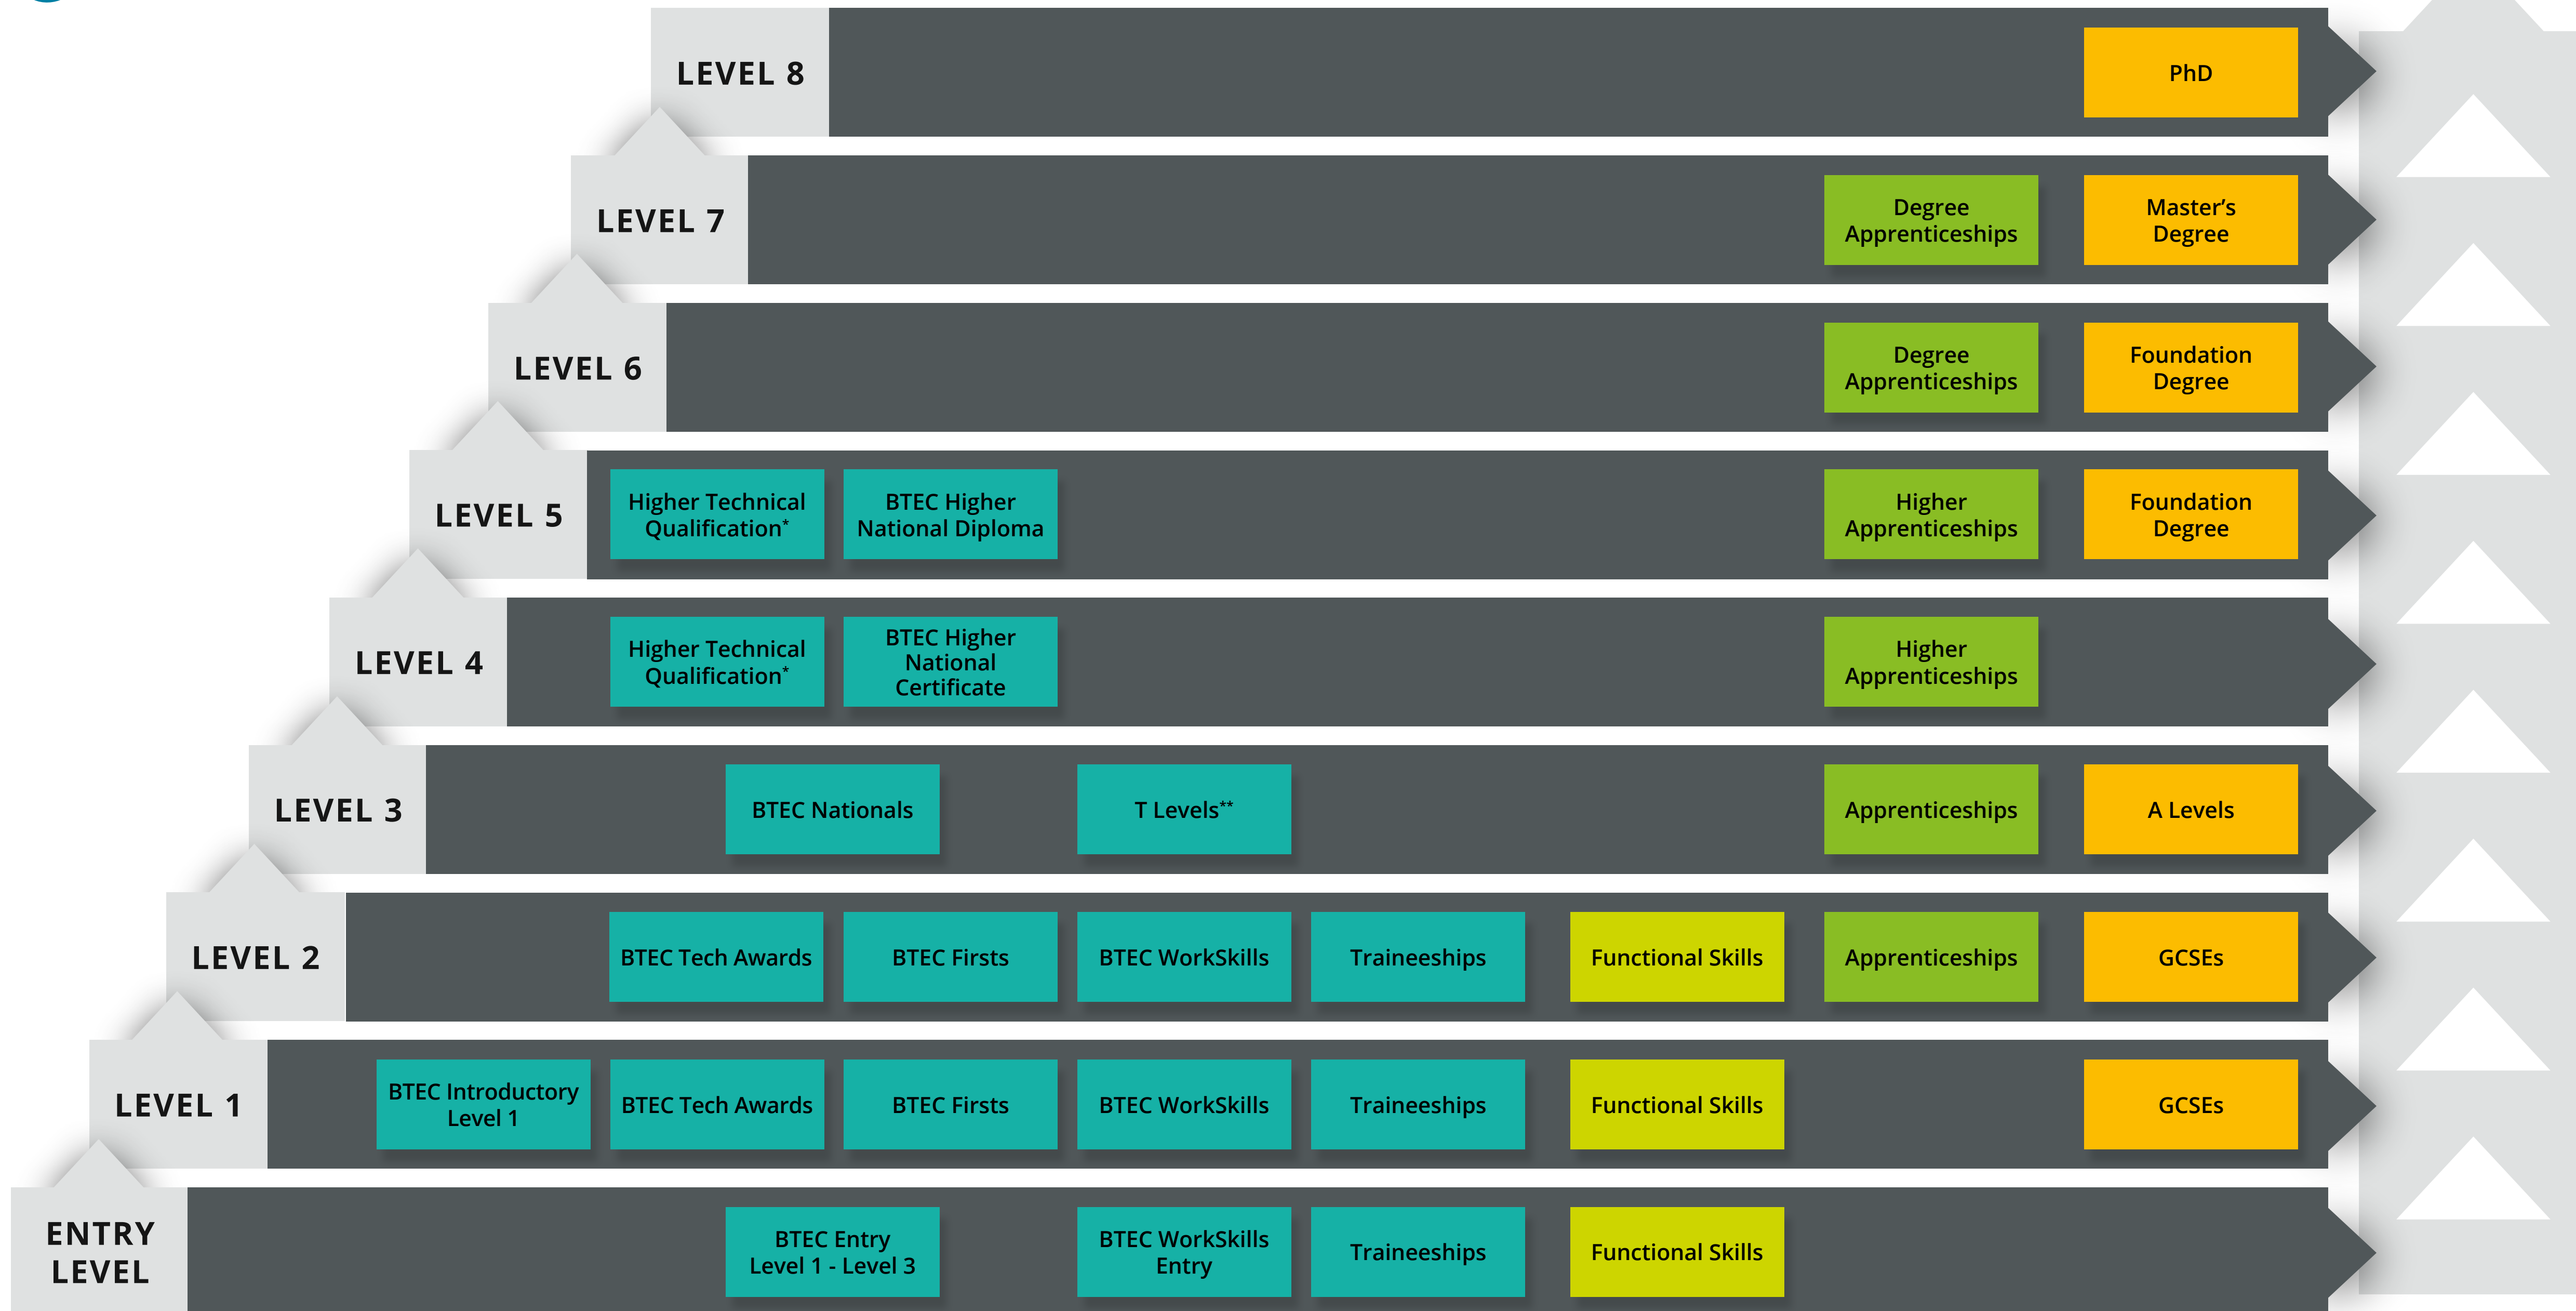 LEVEL 8
PhD
LEVEL 7
Degree
Apprenticeships
Master’s
Degree
LEVEL 6
Degree
Apprenticeships
Foundation
Degree
LEVEL 5
Higher Technical
Qualification*
BTEC Higher
National Diploma
Higher
Apprenticeships
Foundation
Degree
LEVEL 4
Higher Technical
Qualification*
BTEC Higher
National
Certificate
Higher
Apprenticeships
LEVEL 3
BTEC Nationals
T Levels**
Apprenticeships
A Levels
LEVEL 2
BTEC Tech Awards
BTEC Firsts
BTEC WorkSkills
Traineeships
Functional Skills
Apprenticeships
GCSEs
LEVEL 1
BTEC Introductory
Level 1
BTEC Tech Awards
BTEC Firsts
BTEC WorkSkills
Traineeships
Functional Skills
GCSEs
ENTRY
LEVEL
BTEC Entry
Level 1 - Level 3
BTEC WorkSkills
Entry
Traineeships
Functional Skills